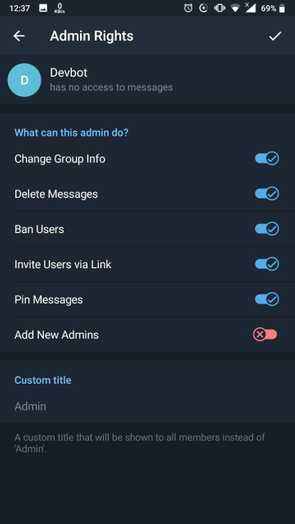 12:37
0
KB/s
69%
Admin Rights
D
Devbot
has no access to messages
What can this admin do?
Change Group Info
Delete Messages
Ban Users
Invite Users via Link
Pin Messages
Add New Admins
Custom title
Admin
A custom title that will be shown to all members instead of
'Admin'.